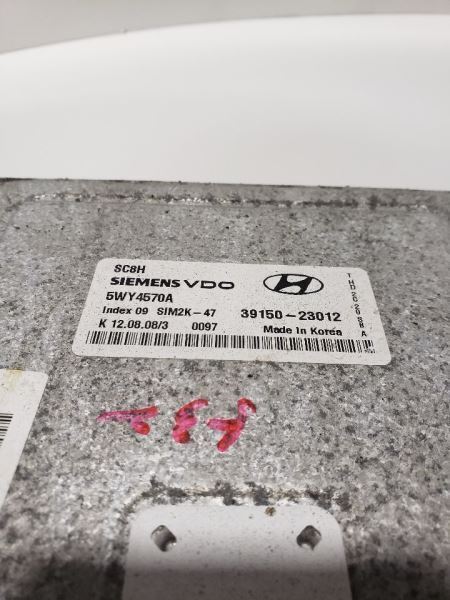 SC8H
SIEMENS VDO
5WY4570A
Index 09 SIM2K-47 39150-23012
K 12.08.08/3 0097 Made in Korea